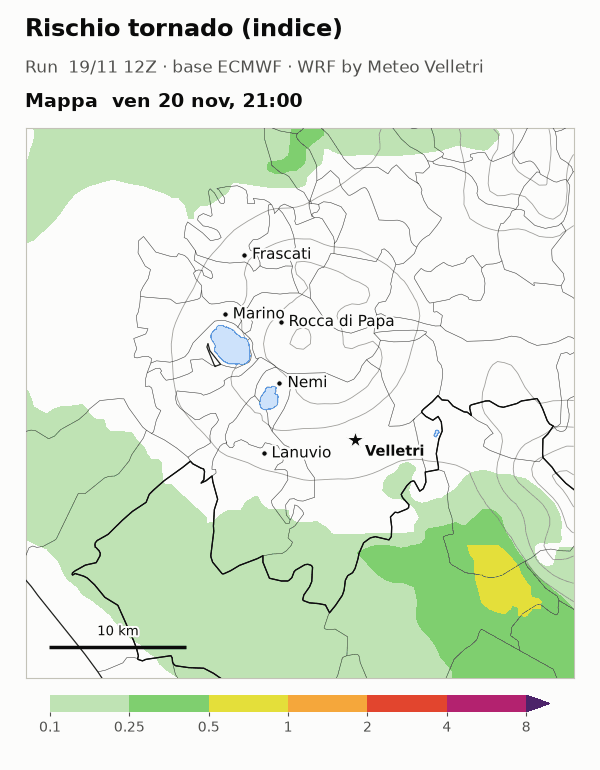 Rischio tornado (indice)
Run  19/11 12Z · base ECMWF · WRF by Meteo Velletri
Mappa  ven 20 nov, 21:00
Frascati
Marino
Rocca di Papa
Nemi
Velletri
Lanuvio
10 km
0.1 0.25 0.5 1 2 4 8